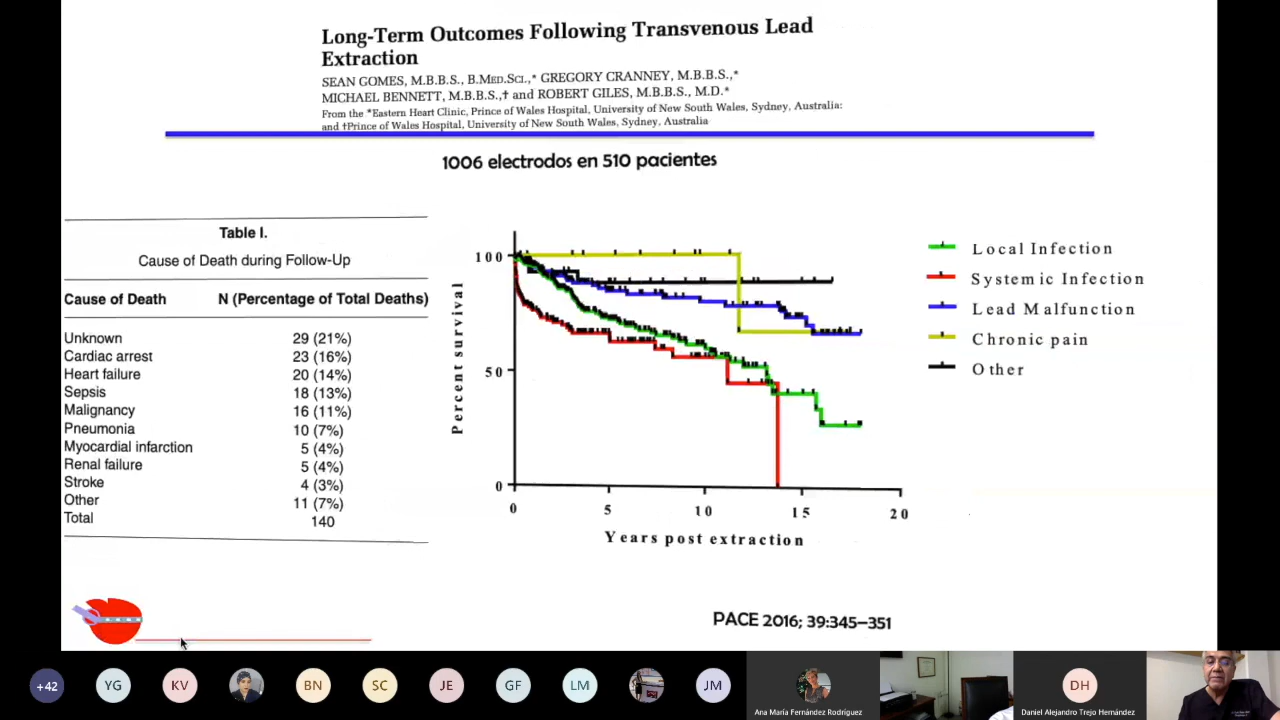 Long-Term Outcomes Following Transvenous Lead
Extraction
SEAN GOMES, M.B.B.S., B.MED.SCI.,* GREGORY CRANNEY, M.B.B.S.,*
MICHAEL BENNETT, M.B.B.S.,† and ROBERT GILES, M.B.B.S., M.D.*
From the *Eastern Heart Clinic, Prince of Wales Hospital, University of New South Wales, Sydney, Australia:
and †Prince of Wales Hospital, University of New South Wales, Sydney, Australia
1006 electrodos en 510 pacientes
Table I.
Cause of Death during Follow-Up
Cause of Death N (Percentage of Total Deaths)
Unknown 29 (21%)
Cardiac arrest 23 (16%)
Heart failure 20 (14%)
Sepsis 18 (13%)
Malignancy 16 (11%)
Pneumonia 10 (7%)
Myocardial infarction 5 (4%)
Renal failure 5 (4%)
Stroke 4 (3%)
Other 11 (7%)
Total 140
Percent survival
100
50
0
0 5 10 15 20
Years post extraction
Local Infection
Systemic Infection
Lead Malfunction
Chronic pain
Other
PACE 2016; 39:345–351
+42 YG KV BN SC JE GF LM JM DH
Ana María Fernández Rodríguez
Daniel Alejandro Trejo Hernández